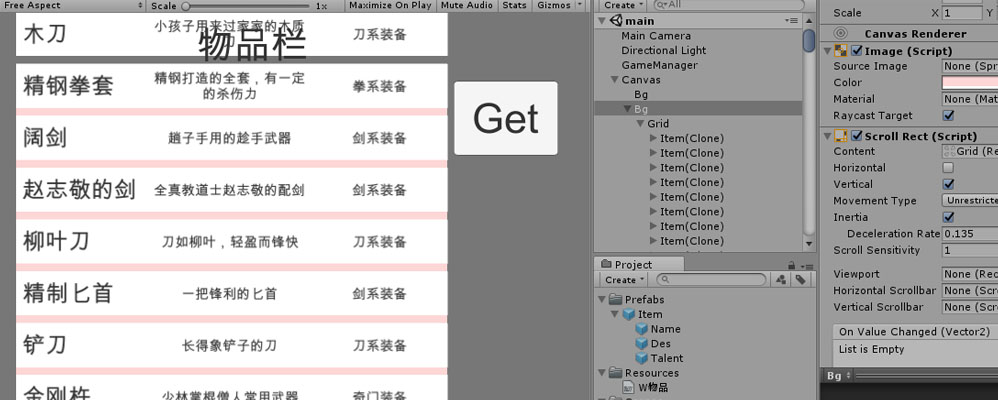 Free Aspect
Scale
1x
Maximize On Play
Mute Audio
Stats
Gizmos
木刀
小孩子用来过家家的木质
刀系装备
物品栏
精钢拳套
精钢打造的全套，有一定
的杀伤力
拳系装备
阔剑
趟子手用的趁手武器
剑系装备
赵志敬的剑
全真教道士赵志敬的配剑
剑系装备
柳叶刀
刀如柳叶，轻盈而锋快
刀系装备
精制匕首
一把锋利的匕首
剑系装备
铲刀
长得象铲子的刀
刀系装备
金刚杵
少林掌棍僧人常用武器
奇门装备
Get
Create
All
main
Main Camera
Directional Light
GameManager
Canvas
Bg
Bg
Grid
Item(Clone)
Item(Clone)
Item(Clone)
Item(Clone)
Item(Clone)
Item(Clone)
Item(Clone)
Item(Clone)
Project
Create
Prefabs
Item
Name
Des
Talent
Resources
W物品
Scale
X 1
Y
Canvas Renderer
Image (Script)
Source Image
None (Spr
Color
Material
None (Mat
Raycast Target
Scroll Rect (Script)
Content
Grid (Re
Horizontal
Vertical
Movement Type
Unrestricte
Inertia
Deceleration Rate
0.135
Scroll Sensitivity
1
Viewport
None (Rec
Horizontal Scrollbar
None (Scr
Vertical Scrollbar
None (Scr
On Value Changed (Vector2)
List is Empty
Bg